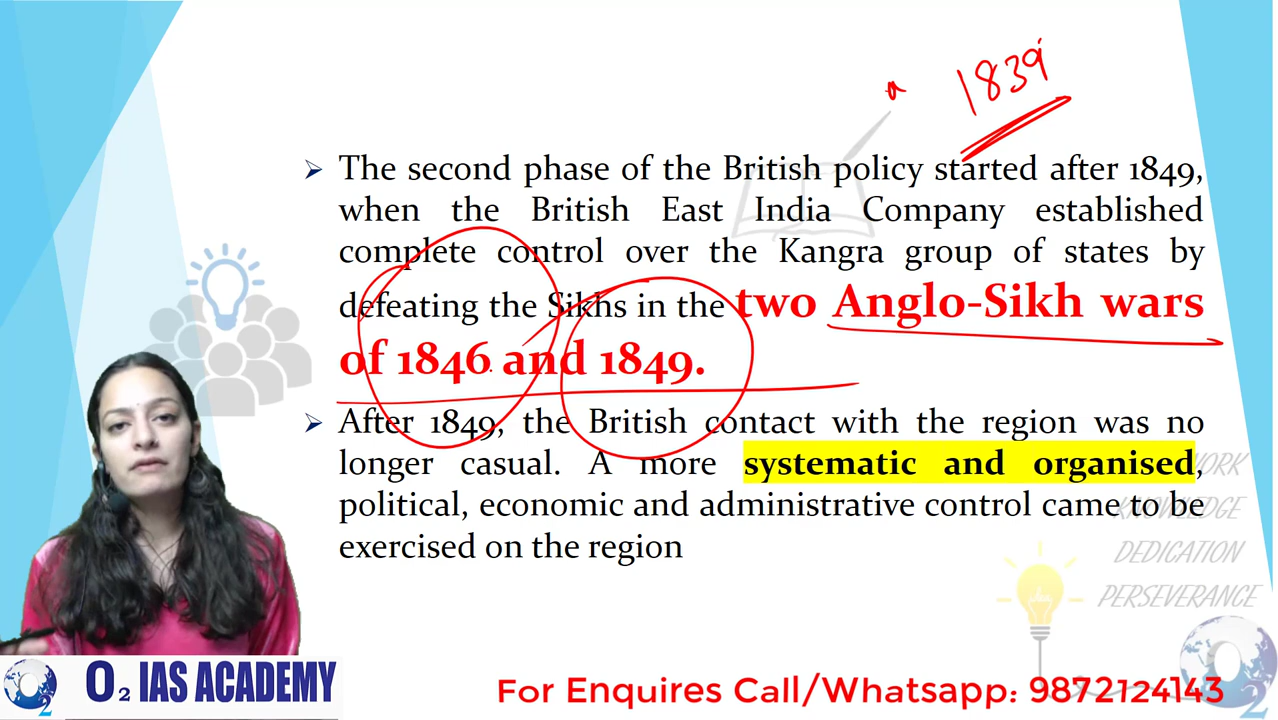 1839
➢ The second phase of the British policy started after 1849,
when the British East India Company established
complete control over the Kangra group of states by
defeating the Sikhs in the two Anglo-Sikh wars
of 1846 and 1849.
➢ After 1849, the British contact with the region was no
longer casual. A more systematic and organised,
political, economic and administrative control came to be
exercised on the region
WORK
KNOWLEDGE
DEDICATION
PERSEVERANCE
O2 IAS ACADEMY
For Enquires Call/Whatsapp: 9872124143